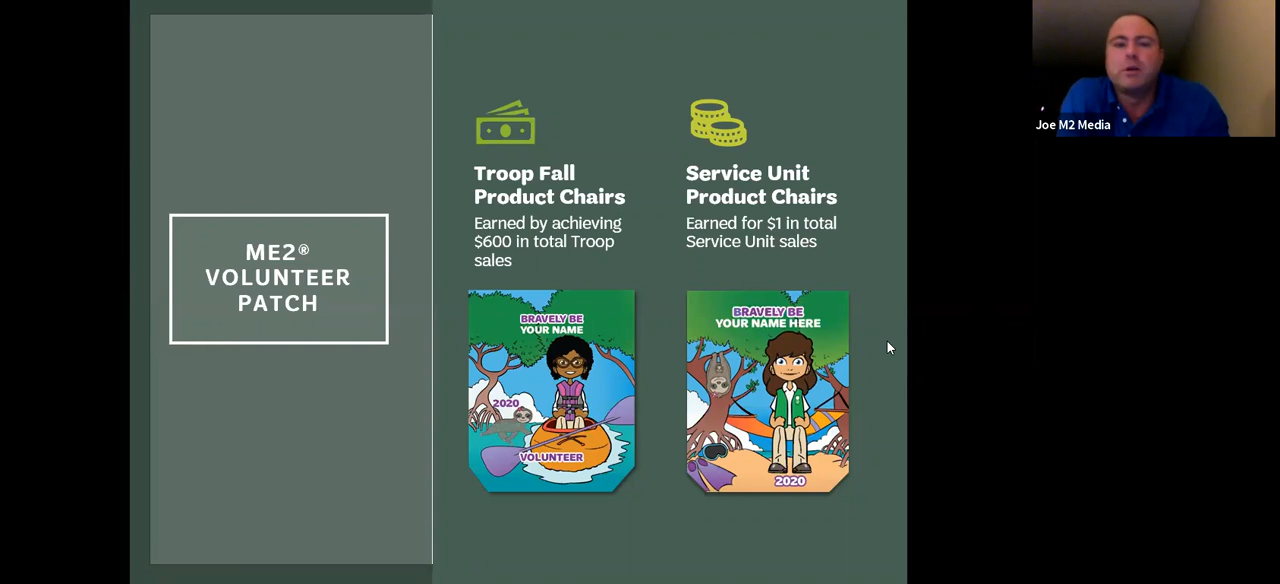 ME2®
VOLUNTEER
PATCH
Troop Fall
Product Chairs
Earned by achieving
$600 in total Troop
sales
Service Unit
Product Chairs
Earned for $1 in total
Service Unit sales
BRAVELY BE
YOUR NAME
2020
VOLUNTEER
BRAVELY BE
YOUR NAME HERE
2020
Joe M2 Media